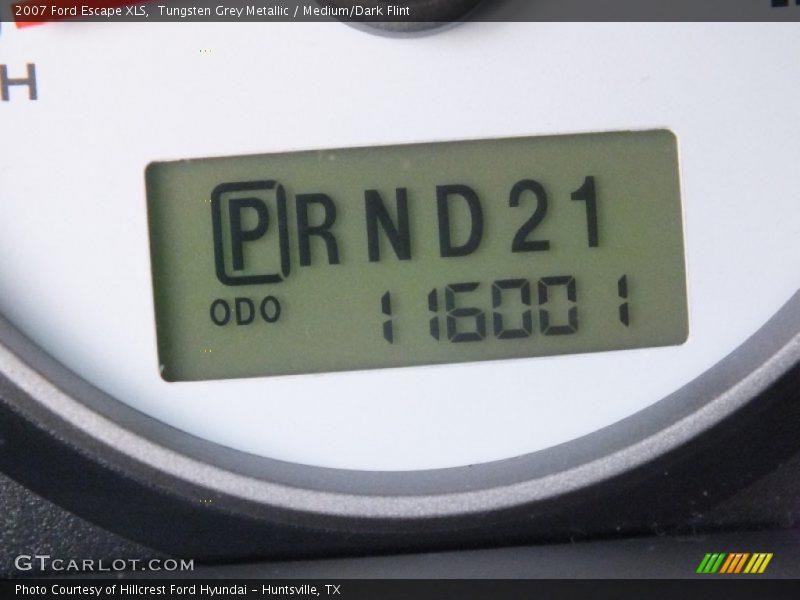 2007 Ford Escape XLS,  Tungsten Grey Metallic / Medium/Dark Flint
H
P R N D 2 1
ODO 116001
GTCARLOT.COM
Photo Courtesy of Hillcrest Ford Hyundai - Huntsville, TX